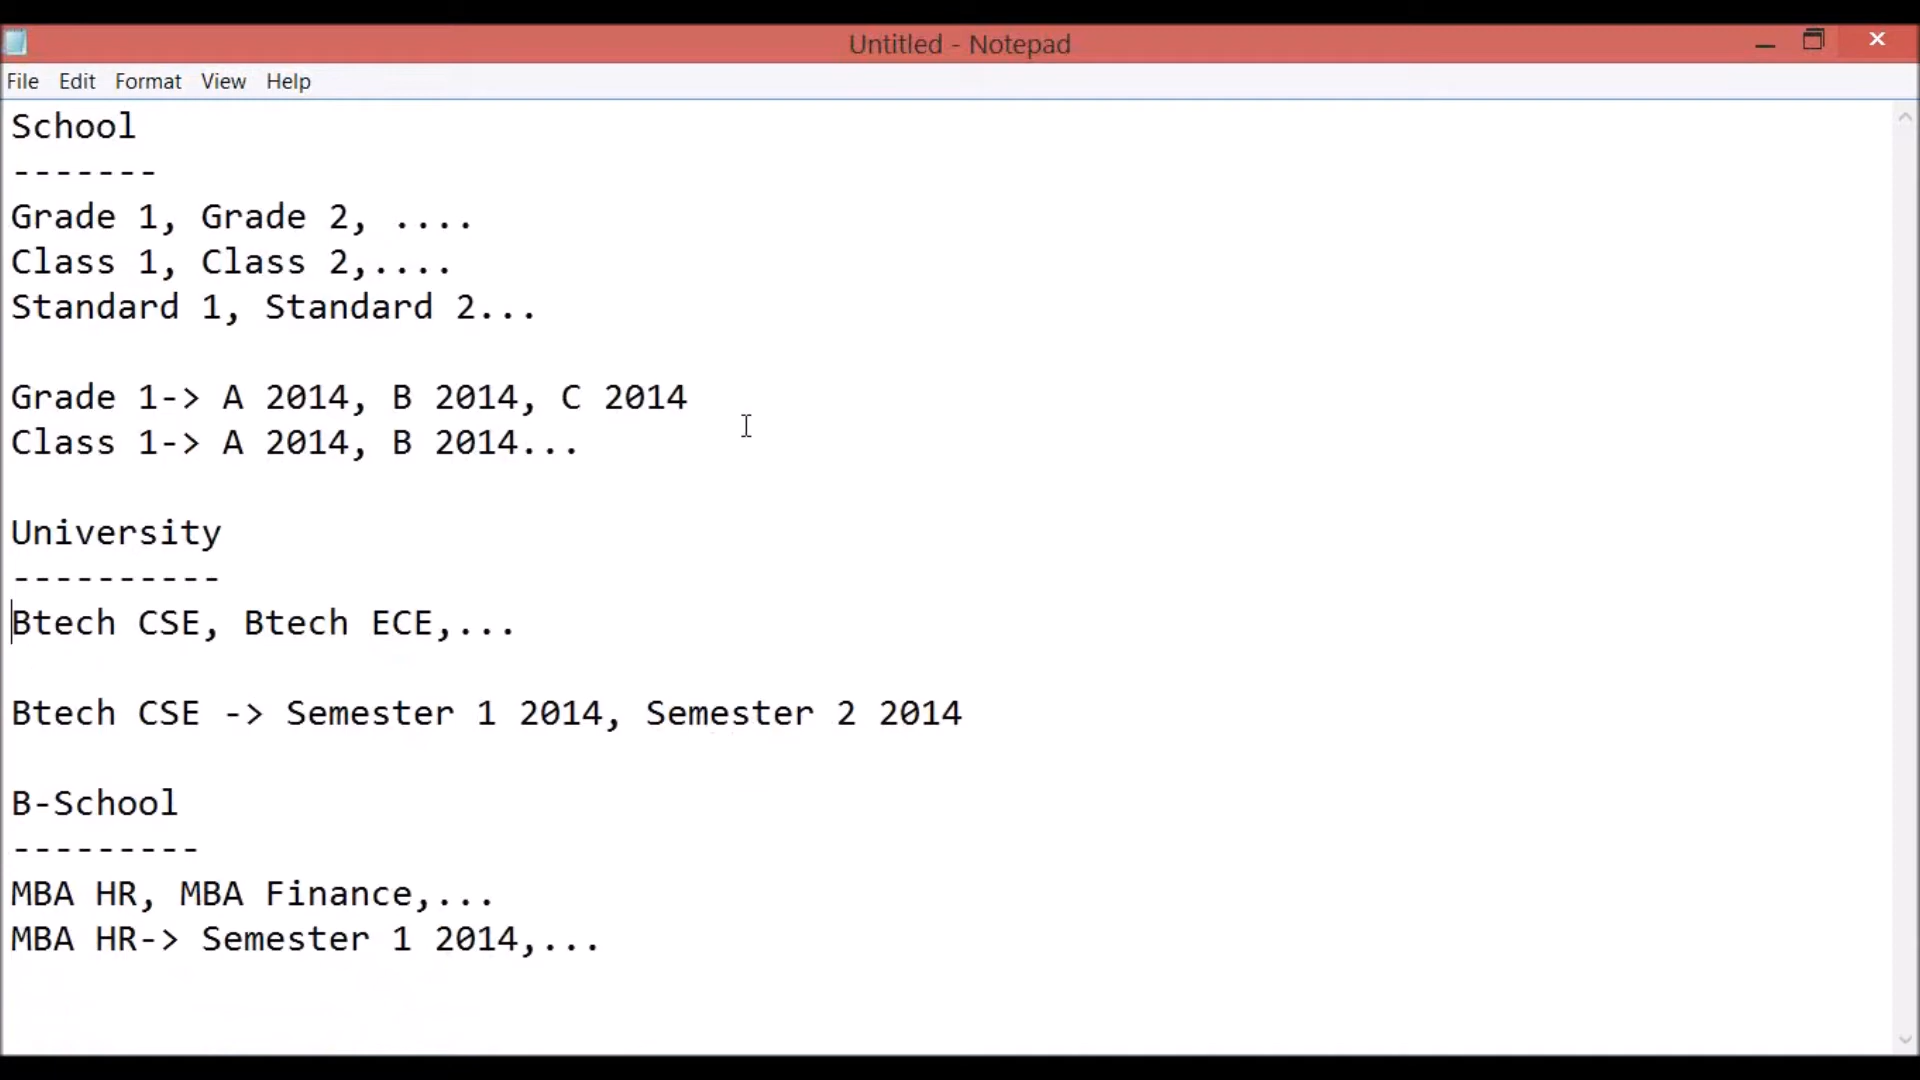 Untitled - Notepad
File Edit Format View Help
School
-------
Grade 1, Grade 2, ....
Class 1, Class 2,....
Standard 1, Standard 2...
Grade 1-> A 2014, B 2014, C 2014
Class 1-> A 2014, B 2014...
University
----------
Btech CSE, Btech ECE,...
Btech CSE -> Semester 1 2014, Semester 2 2014
B-School
---------
MBA HR, MBA Finance,...
MBA HR-> Semester 1 2014,...